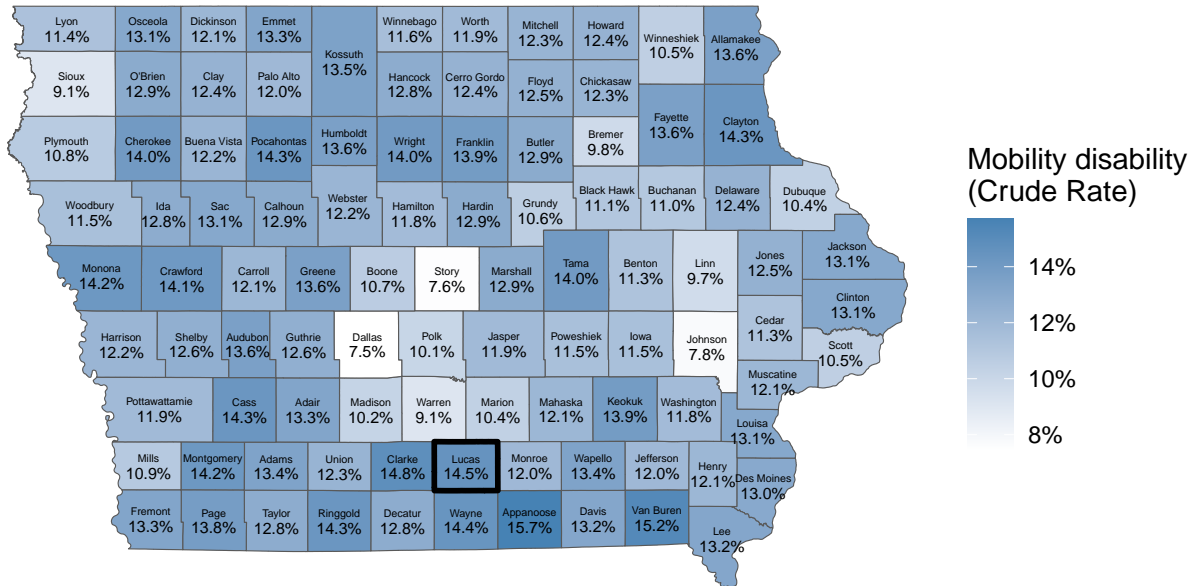 Lyon
11.4%
Osceola
13.1%
Dickinson
12.1%
Emmet
13.3%
Kossuth
13.5%
Winnebago
11.6%
Worth
11.9%
Mitchell
12.3%
Howard
12.4%
Winneshiek
10.5%
Allamakee
13.6%
Sioux
9.1%
O'Brien
12.9%
Clay
12.4%
Palo Alto
12.0%
Hancock
12.8%
Cerro Gordo
12.4%
Floyd
12.5%
Chickasaw
12.3%
Fayette
13.6%
Clayton
14.3%
Plymouth
10.8%
Cherokee
14.0%
Buena Vista
12.2%
Pocahontas
14.3%
Humboldt
13.6%
Wright
14.0%
Franklin
13.9%
Butler
12.9%
Bremer
9.8%
Mobility disability
(Crude Rate)
14%
12%
10%
8%
Woodbury
11.5%
Ida
12.8%
Sac
13.1%
Calhoun
12.9%
Webster
12.2%
Hamilton
11.8%
Hardin
12.9%
Grundy
10.6%
Black Hawk
11.1%
Buchanan
11.0%
Delaware
12.4%
Dubuque
10.4%
Monona
14.2%
Crawford
14.1%
Carroll
12.1%
Greene
13.6%
Boone
10.7%
Story
7.6%
Marshall
12.9%
Tama
14.0%
Benton
11.3%
Linn
9.7%
Jones
12.5%
Jackson
13.1%
Clinton
13.1%
Harrison
12.2%
Shelby
12.6%
Audubon
13.6%
Guthrie
12.6%
Dallas
7.5%
Polk
10.1%
Jasper
11.9%
Poweshiek
11.5%
Iowa
11.5%
Johnson
7.8%
Cedar
11.3%
Scott
10.5%
Muscatine
12.1%
Pottawattamie
11.9%
Cass
14.3%
Adair
13.3%
Madison
10.2%
Warren
9.1%
Marion
10.4%
Mahaska
12.1%
Keokuk
13.9%
Washington
11.8%
Louisa
13.1%
Mills
10.9%
Montgomery
14.2%
Adams
13.4%
Union
12.3%
Clarke
14.8%
Lucas
14.5%
Monroe
12.0%
Wapello
13.4%
Jefferson
12.0%
Henry
12.1%
Des Moines
13.0%
Fremont
13.3%
Page
13.8%
Taylor
12.8%
Ringgold
14.3%
Decatur
12.8%
Wayne
14.4%
Appanoose
15.7%
Davis
13.2%
Van Buren
15.2%
Lee
13.2%